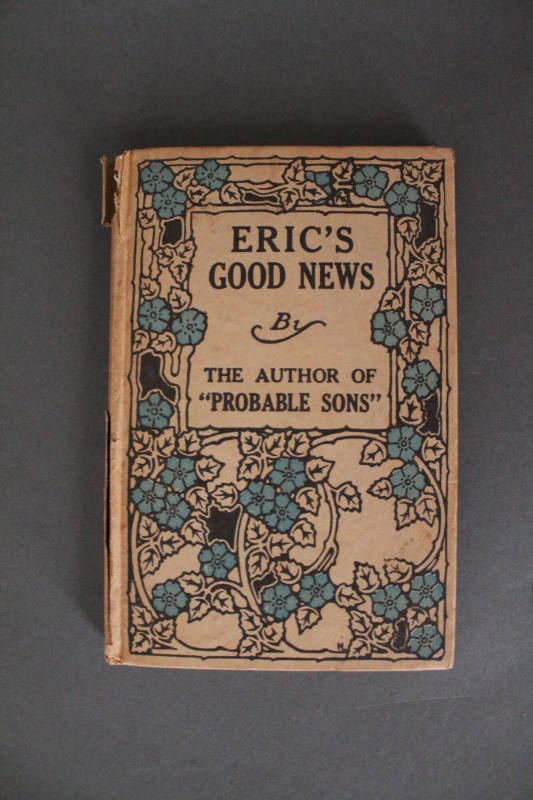 ERIC'S
GOOD NEWS
By
THE AUTHOR OF
"PROBABLE SONS"